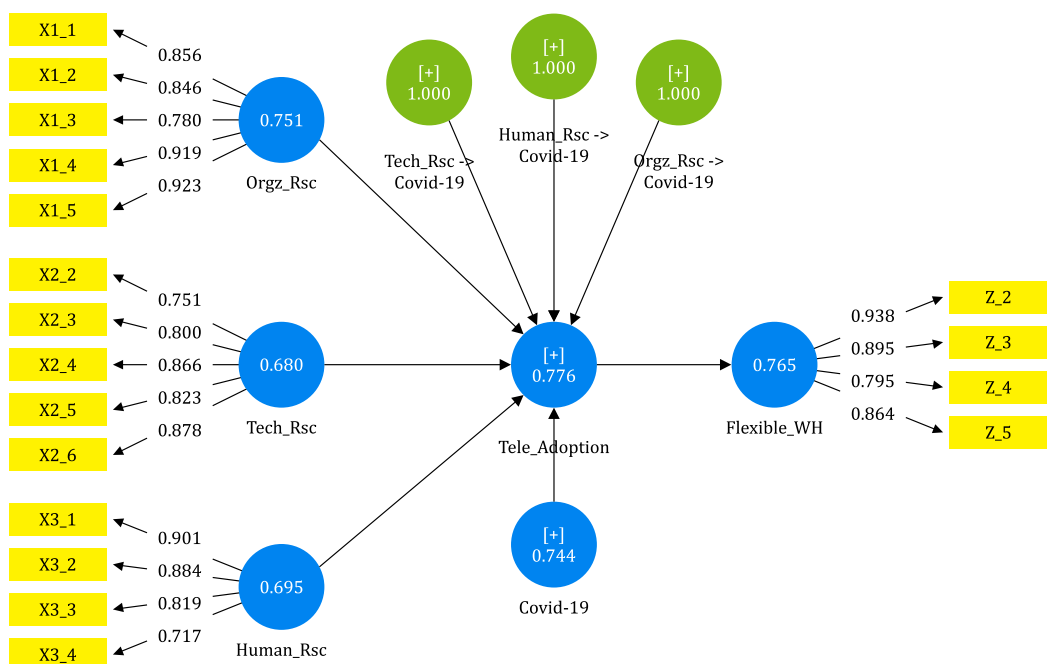 X1_1
X1_2
X1_3
X1_4
X1_5
0.856
0.846
0.780
0.919
0.923
0.751
Orgz_Rsc
[+]
1.000
Tech_Rsc ->
Covid-19
[+]
1.000
Human_Rsc ->
Covid-19
[+]
1.000
Orgz_Rsc ->
Covid-19
X2_2
X2_3
X2_4
X2_5
X2_6
0.751
0.800
0.866
0.823
0.878
0.680
Tech_Rsc
[+]
0.776
Tele_Adoption
0.765
Flexible_WH
0.938
0.895
0.795
0.864
Z_2
Z_3
Z_4
Z_5
X3_1
X3_2
X3_3
X3_4
0.901
0.884
0.819
0.717
0.695
Human_Rsc
[+]
0.744
Covid-19